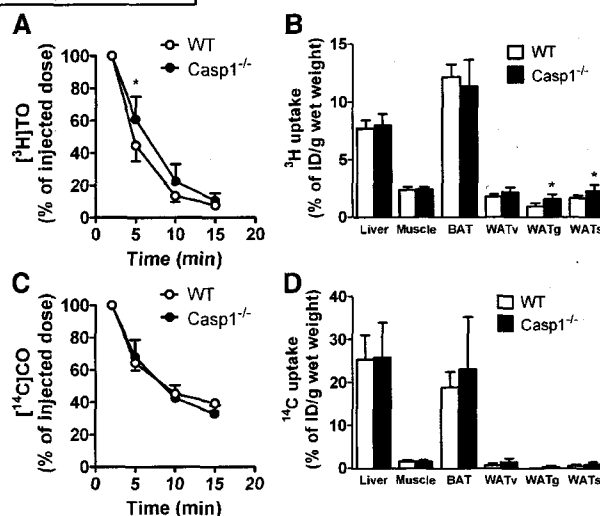 A
WT
Casp1-/-
[³H]TO
(% of injected dose)
100
80
60
40
20
0
*
0 5 10 15 20
Time (min)
B
WT
Casp1-/-
³H uptake
(% of ID/g wet weight)
15
10
5
0
* *
Liver Muscle BAT WATv WATg WATs
C
WT
Casp1-/-
[¹⁴C]CO
(% of injected dose)
100
80
60
40
20
0
0 5 10 15 20
Time (min)
D
WT
Casp1-/-
¹⁴C uptake
(% of ID/g wet weight)
40
30
20
10
0
Liver Muscle BAT WATv WATg WATs